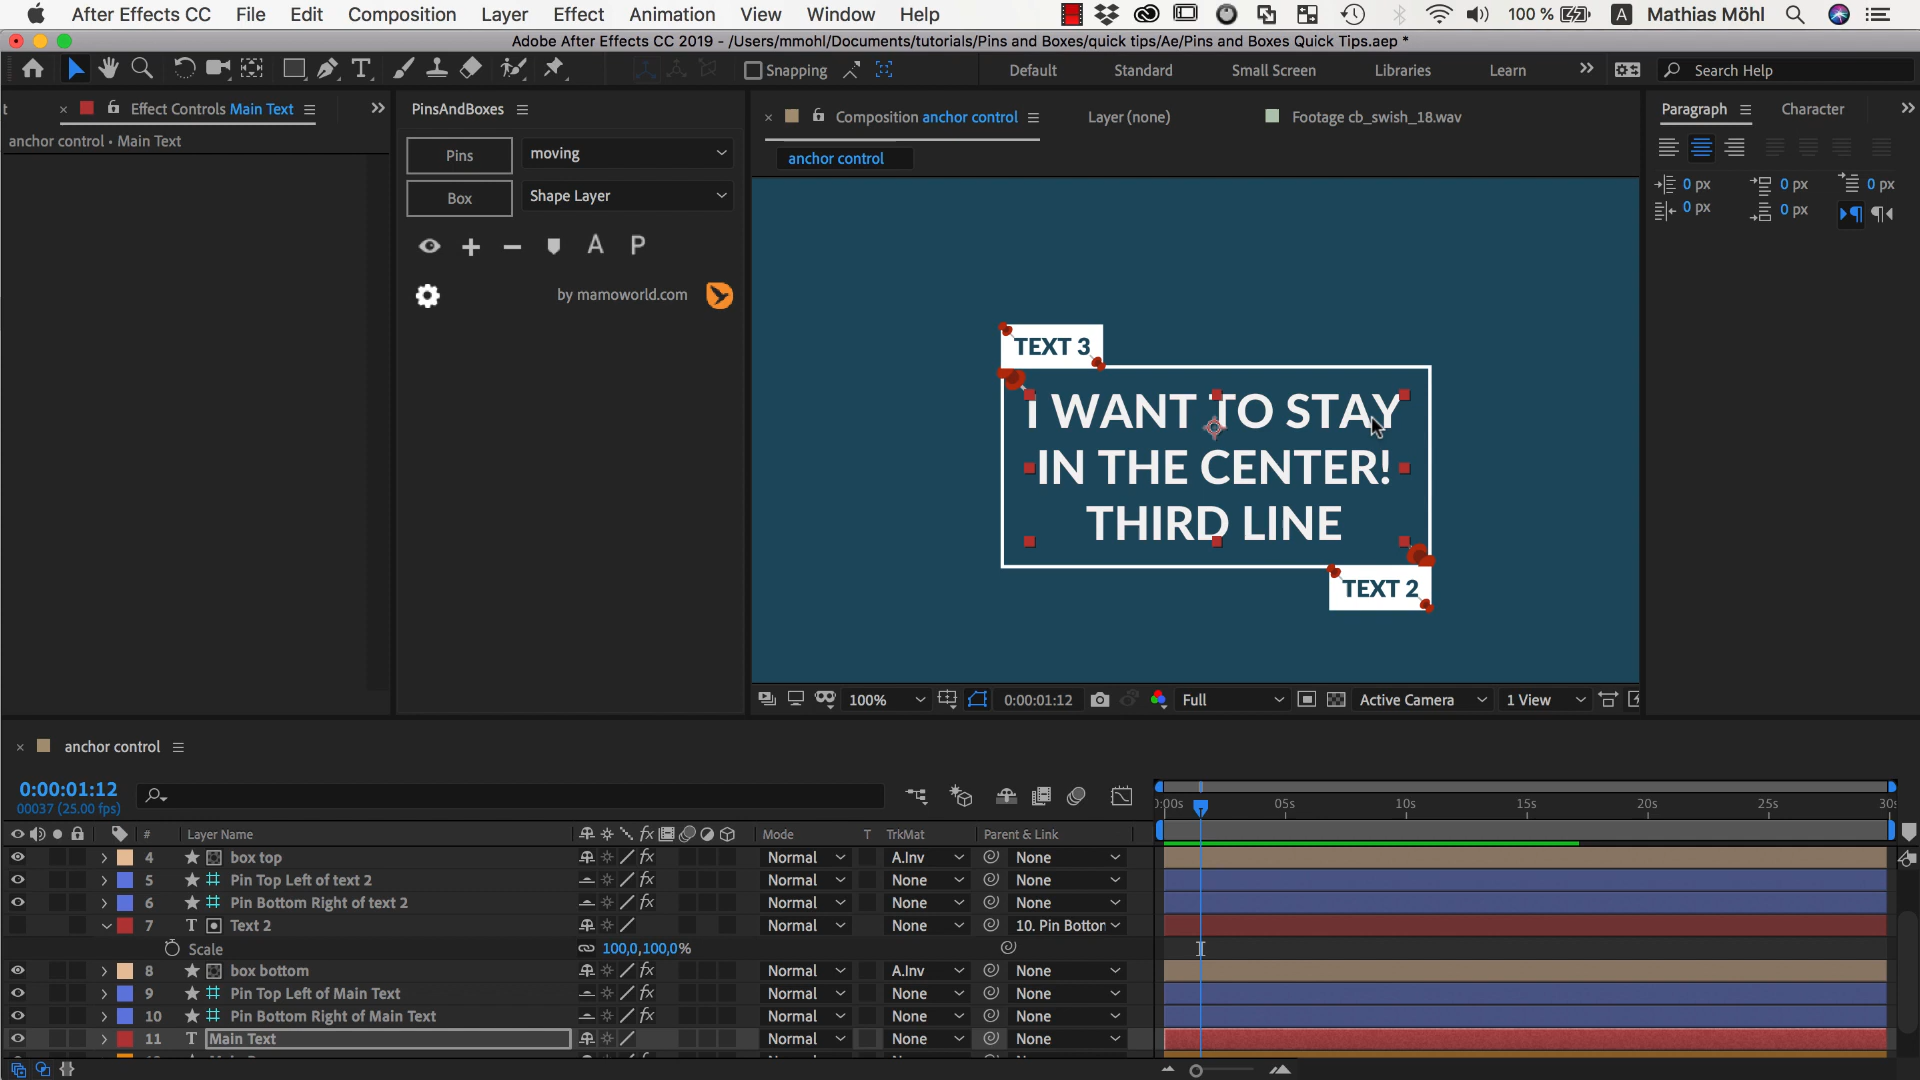 After Effects CC File Edit Composition Layer Effect Animation View Window Help 100 % A Mathias Möhl
Adobe After Effects CC 2019 - /Users/mmohl/Documents/tutorials/Pins and Boxes/quick tips/Ae/Pins and Boxes Quick Tips.aep *
Snapping Default Standard Small Screen Libraries Learn Search Help
Effect Controls Main Text
PinsAndBoxes
Composition anchor control
Layer (none)
Footage cb_swish_18.wav
Paragraph Character
anchor control • Main Text
Pins moving
Box Shape Layer
A P
by mamoworld.com
anchor control
0 px 0 px 0 px
0 px 0 px
TEXT 3
I WANT TO STAY
IN THE CENTER!
THIRD LINE
TEXT 2
100% 0:00:01:12 Full Active Camera 1 View
anchor control
0:00:01:12
00037 (25.00 fps)
05s 10s 15s 20s 25s
# Layer Name Mode T TrkMat Parent & Link
4 box top Normal A.Inv None
5 Pin Top Left of text 2 Normal None None
6 Pin Bottom Right of text 2 Normal None None
7 T Text 2 Normal None 10. Pin Bottor
Scale 100,0,100,0%
8 box bottom Normal A.Inv None
9 Pin Top Left of Main Text Normal None None
10 Pin Bottom Right of Main Text Normal None None
11 T Main Text Normal None None